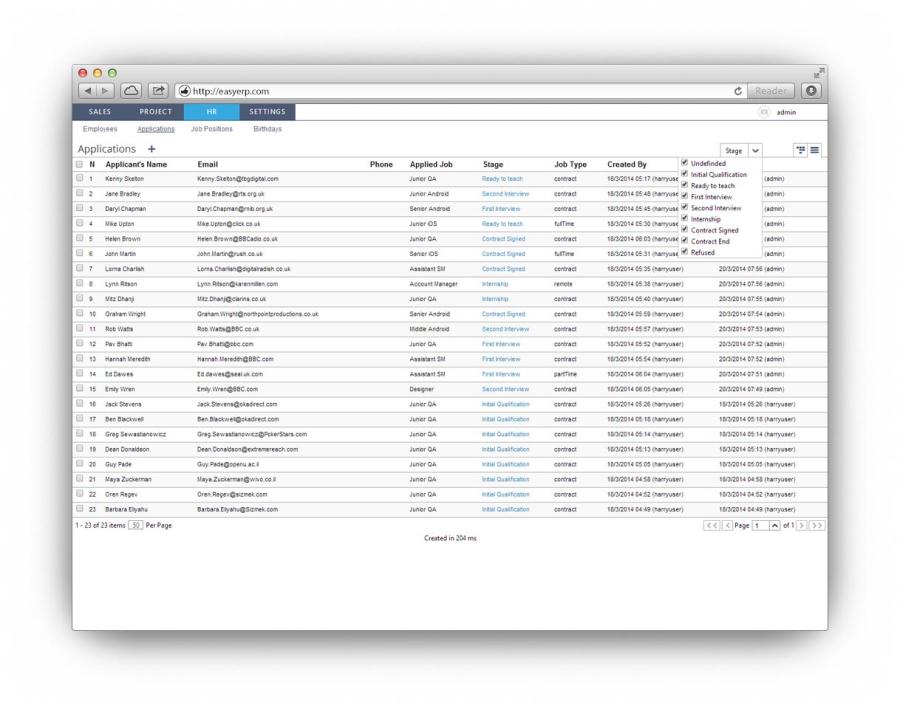 http://easyerp.com
Reader
SALES PROJECT HR SETTINGS admin
Employees Applications Job Positions Birthdays
Applications + Stage
N Applicant's Name Email Phone Applied Job Stage Job Type Created By
Undefinded
Initial Qualification
Ready to teach
First Interview
Second Interview
Internship
Contract Signed
Contract End
Refused
1 Kenny Skelton Kenny.Skelton@tbgdigital.com Junior QA Ready to teach contract 18/3/2014 05:17 (harryuse (admin)
2 Jane Bradley Jane.Bradley@rts.org.uk Junior Android Second Interview contract 18/3/2014 05:48 (harryuse (admin)
3 Daryl Chapman Daryl.Chapman@rnib.org.uk Senior Android First Interview contract 18/3/2014 05:45 (harryuse (admin)
4 Mike Upton Mike.Upton@click.co.uk Junior iOS Ready to teach fullTime 18/3/2014 05:30 (harryuse (admin)
5 Helen Brown Helen.Brown@BBCadio.co.uk Junior QA Contract Signed contract 18/3/2014 06:03 (harryuse (admin)
6 John Martin John.Martin@rush.co.uk Senior iOS Contract Signed fullTime 18/3/2014 05:31 (harryuse (admin)
7 Lorna Charlish Lorna.Charlish@digitalradish.co.uk Assistant SM Contract Signed contract 18/3/2014 05:35 (harryuser) 20/3/2014 07:56 (admin)
8 Lynn Ritson Lynn.Ritson@karenmillen.com Account Manager Internship remote 18/3/2014 05:38 (harryuser) 20/3/2014 07:56 (admin)
9 Mitz Dhanji Mitz.Dhanji@clarins.co.uk Junior QA Internship contract 18/3/2014 05:40 (harryuser) 20/3/2014 07:55 (admin)
10 Graham Wright Graham.Wright@northpointproductions.co.uk Senior Android Contract Signed contract 18/3/2014 05:59 (harryuser) 20/3/2014 07:54 (admin)
11 Rob Watts Rob.Watts@BBC.co.uk Middle Android Second Interview contract 18/3/2014 05:57 (harryuser) 20/3/2014 07:53 (admin)
12 Pav Bhatti Pav.Bhatti@bbc.com Junior QA First Interview contract 18/3/2014 05:52 (harryuser) 20/3/2014 07:52 (admin)
13 Hannah Meredith Hannah.Meredith@BBC.com Assistant SM First Interview contract 18/3/2014 05:54 (harryuser) 20/3/2014 07:52 (admin)
14 Ed Dawes Ed.dawes@seal.uk.com Assistant SM First Interview partTime 18/3/2014 06:04 (harryuser) 20/3/2014 07:51 (admin)
15 Emily Wren Emily.Wren@BBC.com Designer Second Interview contract 18/3/2014 06:05 (harryuser) 20/3/2014 07:49 (admin)
16 Jack Stevens Jack.Stevens@okadirect.com Junior QA Initial Qualification contract 18/3/2014 05:26 (harryuser) 18/3/2014 05:26 (harryuser)
17 Ben Blackwell Ben.Blackwell@okadirect.com Junior QA Initial Qualification contract 18/3/2014 05:18 (harryuser) 18/3/2014 05:18 (harryuser)
18 Greg Sewastianowicz Greg.Sewastianowicz@PokerStars.com Junior QA Initial Qualification contract 18/3/2014 05:14 (harryuser) 18/3/2014 05:14 (harryuser)
19 Dean Donaldson Dean.Donaldson@extremereach.com Junior QA Initial Qualification contract 18/3/2014 05:13 (harryuser) 18/3/2014 05:13 (harryuser)
20 Guy Pade Guy.Pade@openu.ac.il Junior QA Initial Qualification contract 18/3/2014 05:05 (harryuser) 18/3/2014 05:05 (harryuser)
21 Maya Zuckerman Maya.Zuckerman@wivo.co.il Junior QA Initial Qualification contract 18/3/2014 04:58 (harryuser) 18/3/2014 04:58 (harryuser)
22 Oren Regev Oren.Regev@sizmek.com Junior QA Initial Qualification contract 18/3/2014 04:52 (harryuser) 18/3/2014 04:52 (harryuser)
23 Barbara Eliyahu Barbara.Eliyahu@Sizmek.com Junior QA Initial Qualification contract 18/3/2014 04:49 (harryuser) 18/3/2014 04:49 (harryuser)
1 - 23 of 23 items 50 Per Page << < Page 1 of 1 > >>
Created in 204 ms